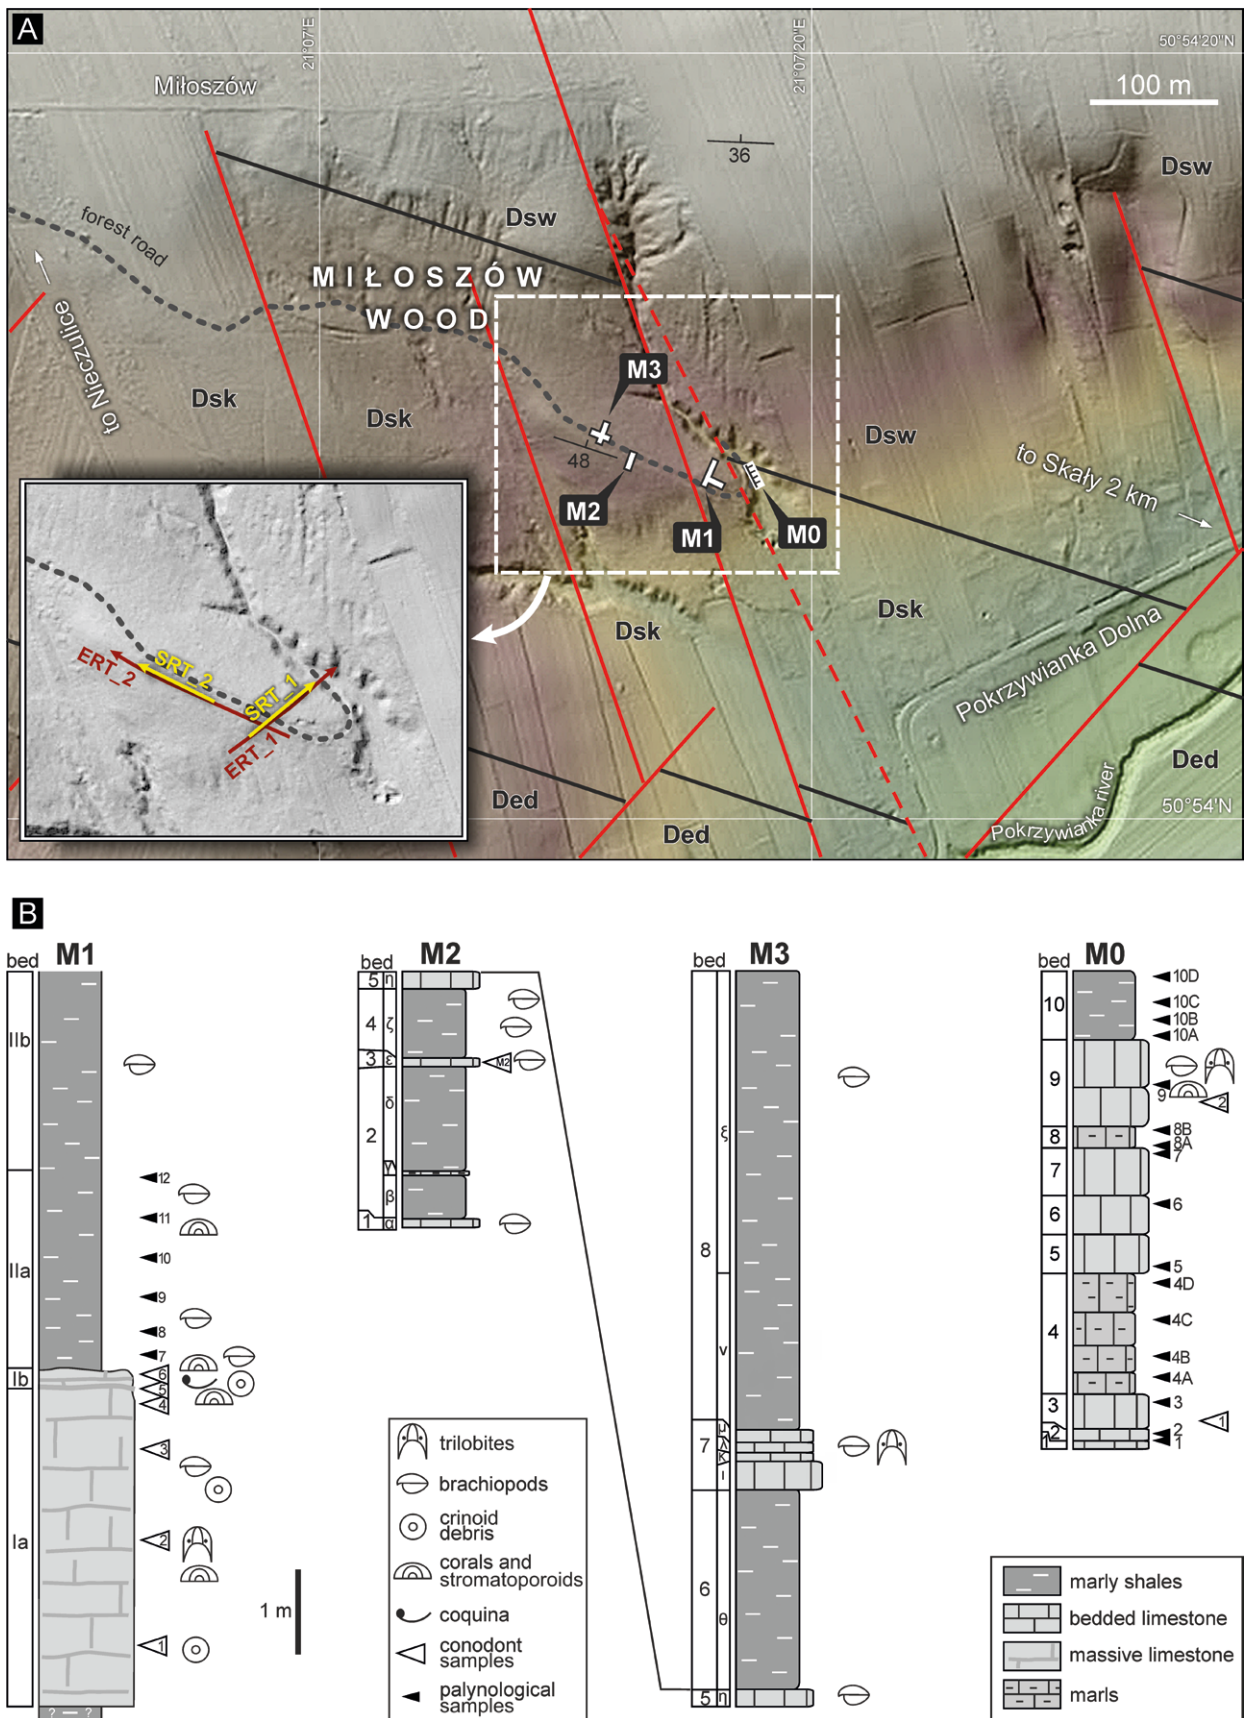 A
21°07'E
21°07'20"E
50°54'20"N
Miłoszów
100 m
36
Dsw
Dsw
forest road
MIŁOSZÓW
WOOD
to Nieczulice
M3
Dsk
Dsk
Dsw
48
to Skały 2 km
M2
M1
M0
Dsk
Dsk
ERT_2
SRT_2
SRT_1
ERT_1
Pokrzywianka Dolna
Ded
Ded
Ded
50°54'N
Pokrzywianka river
B
M1
bed
IIb
IIa
Ib
Ia
12
11
10
9
8
7
6
5
4
3
2
1
? ?
1 m
bed
M2
5 η
4 ζ
3 ε
M2
δ
2
γ
β
1 α
bed
M3
ξ
8
ν
μ
7 λ
κ
ι
6
θ
5 η
bed
M0
10
9
8
7
6
5
4
3
2
1
10D
10C
10B
10A
9
2
8B
8A
7
6
5
4D
4C
4B
4A
3
1
2
1
trilobites
brachiopods
crinoid
debris
corals and
stromatoporoids
coquina
conodont
samples
palynological
samples
marly shales
bedded limestone
massive limestone
marls